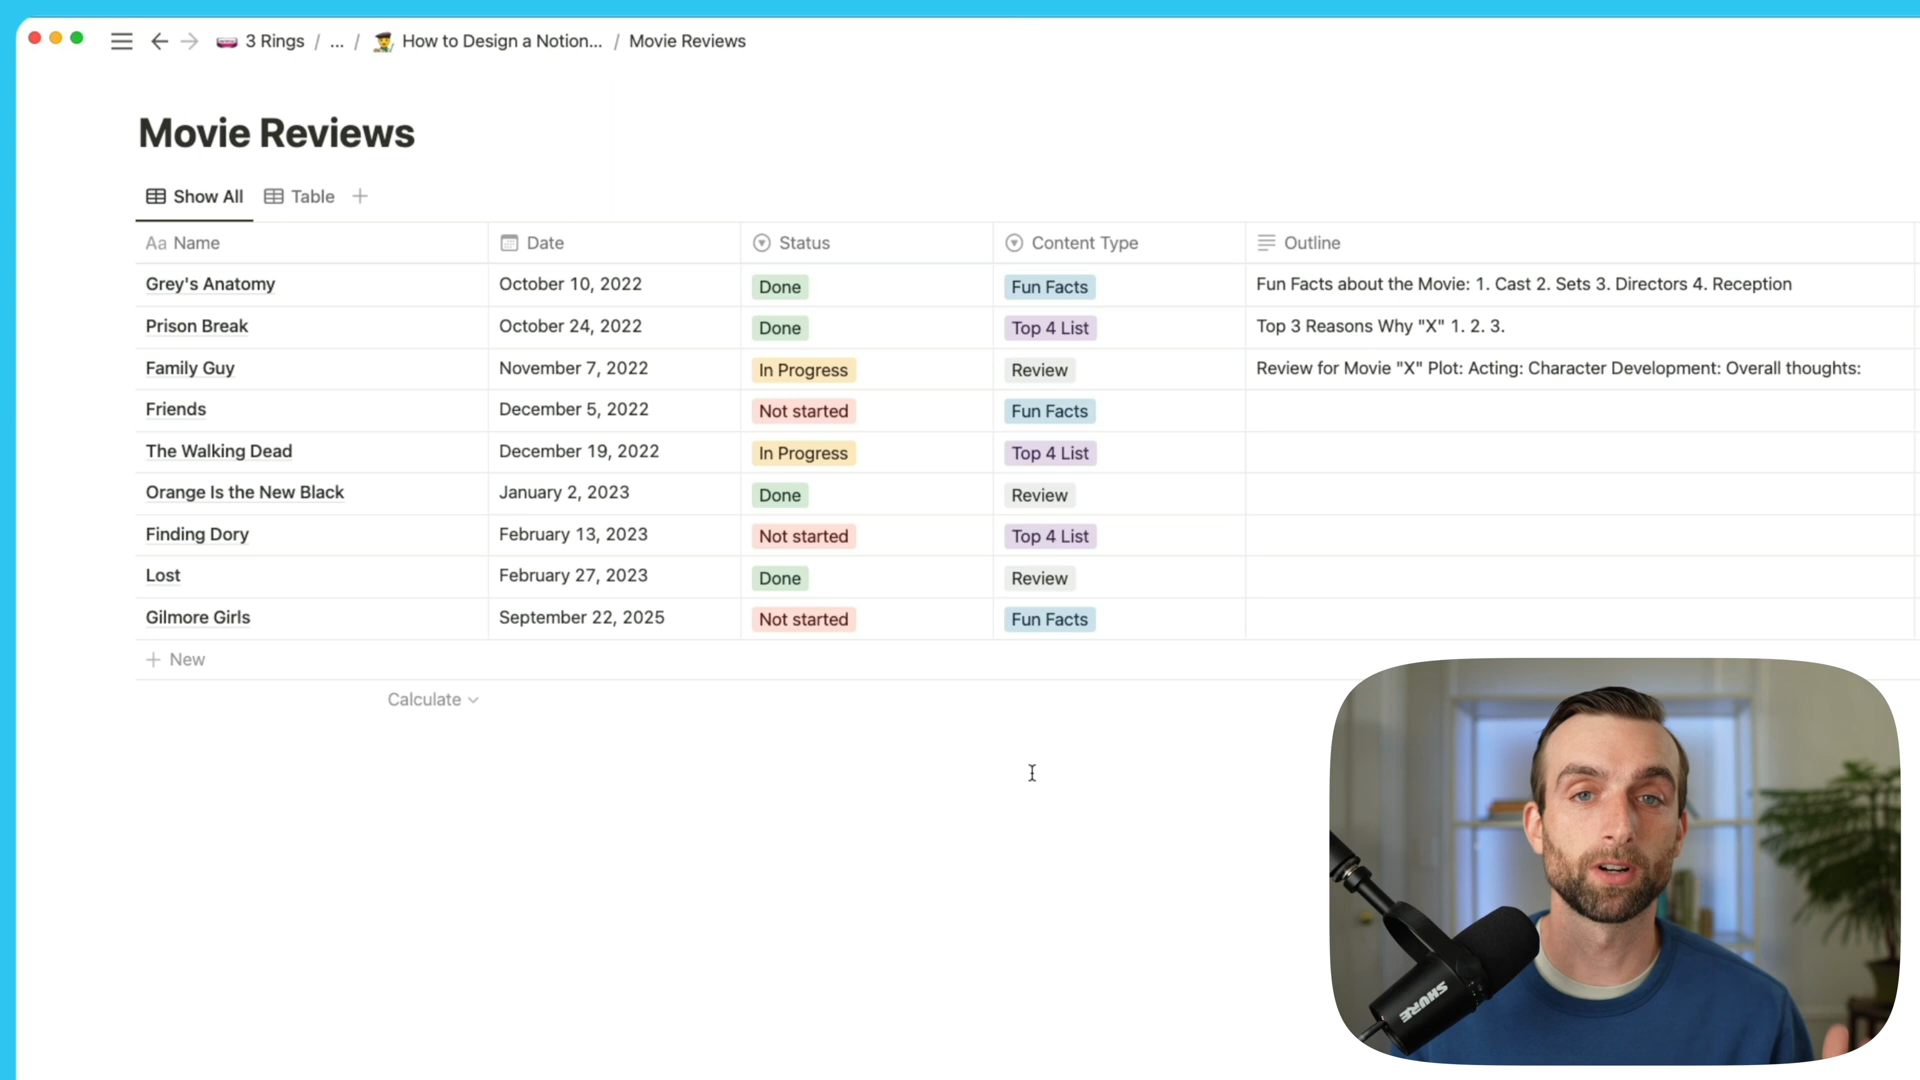 3 Rings / ... / How to Design a Notion... / Movie Reviews
Movie Reviews
Show All Table
Aa Name Date Status Content Type Outline
Grey's Anatomy October 10, 2022 Done Fun Facts Fun Facts about the Movie: 1. Cast 2. Sets 3. Directors 4. Reception
Prison Break October 24, 2022 Done Top 4 List Top 3 Reasons Why "X" 1. 2. 3.
Family Guy November 7, 2022 In Progress Review Review for Movie "X" Plot: Acting: Character Development: Overall thoughts:
Friends December 5, 2022 Not started Fun Facts
The Walking Dead December 19, 2022 In Progress Top 4 List
Orange Is the New Black January 2, 2023 Done Review
Finding Dory February 13, 2023 Not started Top 4 List
Lost February 27, 2023 Done Review
Gilmore Girls September 22, 2025 Not started Fun Facts
+ New
Calculate
SHURE